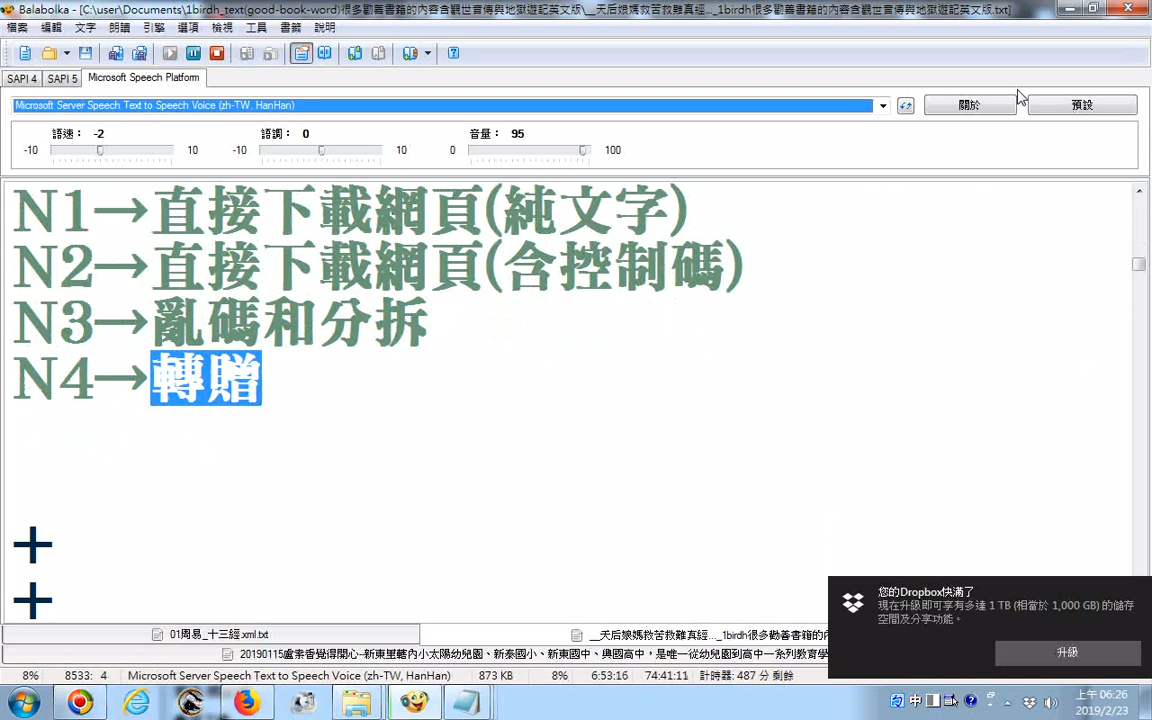 Balabolka - [C:\user\Documents\1birdh_text(good-book-word)很多勸善書籍的內容含觀世音傳與地獄遊記英文版\__天后娘媽救苦救難真經..._1birdh很多勸善書籍的內容含觀世音傳與地獄遊記英文版.txt]
檔案 編輯 文字 朗讀 引擎 選項 檢視 工具 書籤 說明
SAPI 4 SAPI 5 Microsoft Speech Platform
Microsoft Server Speech Text to Speech Voice (zh-TW, HanHan) 關於 預設
語速： -2 語調： 0 音量： 95
-10 10 -10 10 0 100
N1→直接下載網頁(純文字)
N2→直接下載網頁(含控制碼)
N3→亂碼和分拆
N4→轉贈
+
+
您的Dropbox快滿了
現在升級即可享有多達 1 TB (相當於 1,000 GB) 的儲存
空間及分享功能。
升級
01周易_十三經.xml.txt __天后娘媽救苦救難真經..._1birdh很多勸善書籍的內
20190115盧素香覺得開心~新東里轄內小太陽幼兒園、新泰國小、新東國中、興國高中，是唯一從幼兒園到高中一系列教育學
8% 8533: 4 Microsoft Server Speech Text to Speech Voice (zh-TW, HanHan) 873 KB 8% 6:53:16 74:41:11 計時器: 487 分 剩餘
中 上午 06:26
2019/2/23